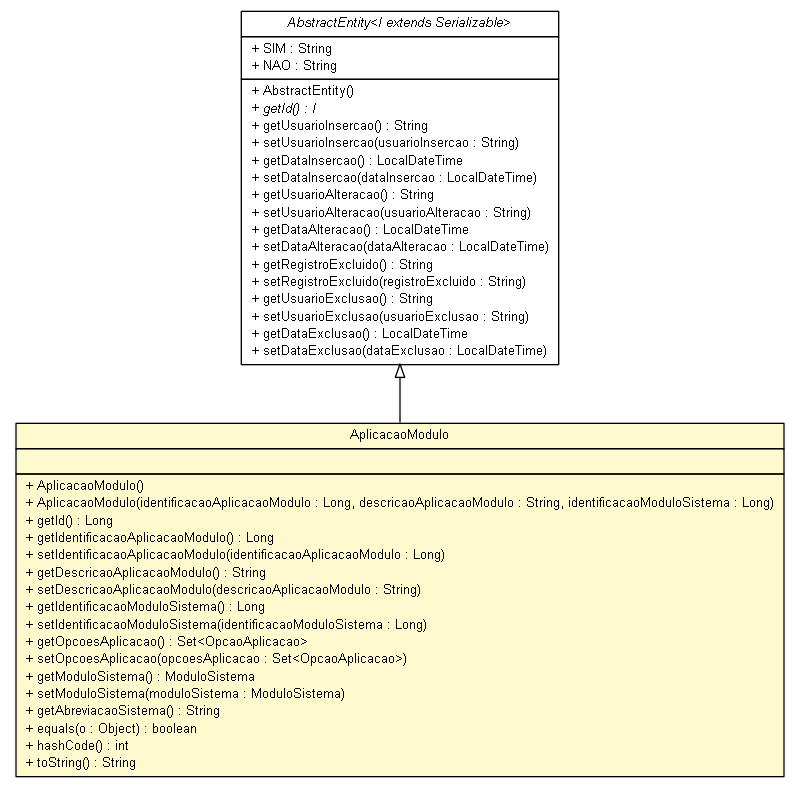 AbstractEntity<I extends Serializable>
+ SIM : String
+ NAO : String
+ AbstractEntity()
+ getId() : I
+ getUsuarioInsercao() : String
+ setUsuarioInsercao(usuarioInsercao : String)
+ getDataInsercao() : LocalDateTime
+ setDataInsercao(dataInsercao : LocalDateTime)
+ getUsuarioAlteracao() : String
+ setUsuarioAlteracao(usuarioAlteracao : String)
+ getDataAlteracao() : LocalDateTime
+ setDataAlteracao(dataAlteracao : LocalDateTime)
+ getRegistroExcluido() : String
+ setRegistroExcluido(registroExcluido : String)
+ getUsuarioExclusao() : String
+ setUsuarioExclusao(usuarioExclusao : String)
+ getDataExclusao() : LocalDateTime
+ setDataExclusao(dataExclusao : LocalDateTime)
AplicacaoModulo
+ AplicacaoModulo()
+ AplicacaoModulo(identificacaoAplicacaoModulo : Long, descricaoAplicacaoModulo : String, identificacaoModuloSistema : Long)
+ getId() : Long
+ getIdentificacaoAplicacaoModulo() : Long
+ setIdentificacaoAplicacaoModulo(identificacaoAplicacaoModulo : Long)
+ getDescricaoAplicacaoModulo() : String
+ setDescricaoAplicacaoModulo(descricaoAplicacaoModulo : String)
+ getIdentificacaoModuloSistema() : Long
+ setIdentificacaoModuloSistema(identificacaoModuloSistema : Long)
+ getOpcoesAplicacao() : Set<OpcaoAplicacao>
+ setOpcoesAplicacao(opcoesAplicacao : Set<OpcaoAplicacao>)
+ getModuloSistema() : ModuloSistema
+ setModuloSistema(moduloSistema : ModuloSistema)
+ getAbreviacaoSistema() : String
+ equals(o : Object) : boolean
+ hashCode() : int
+ toString() : String